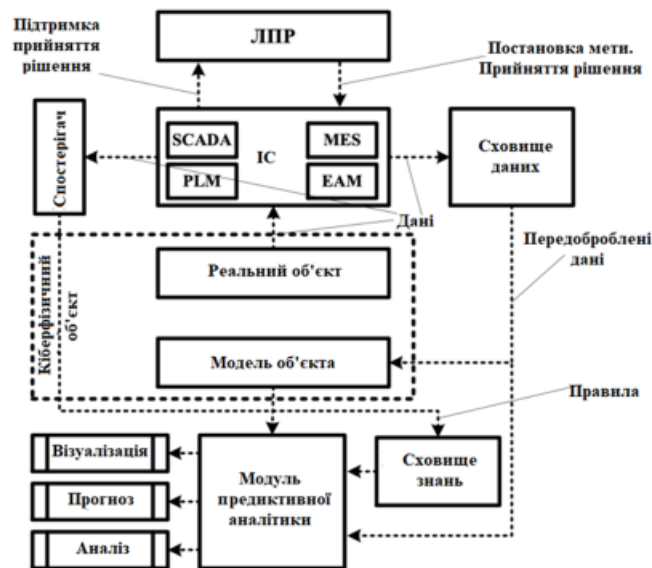 Підтримка
прийняття
рішення
ЛПР
Постановка мети.
Прийняття рішення
Спостерігач
SCADA
ІС
MES
PLM
EAM
Сховище
даних
Дані
Передоброблені
дані
Кіберфізичний
об'єкт
Реальний об'єкт
Модель об'єкта
Правила
Візуалізація
Прогноз
Аналіз
Модуль
предиктивної
аналітики
Сховище
знань